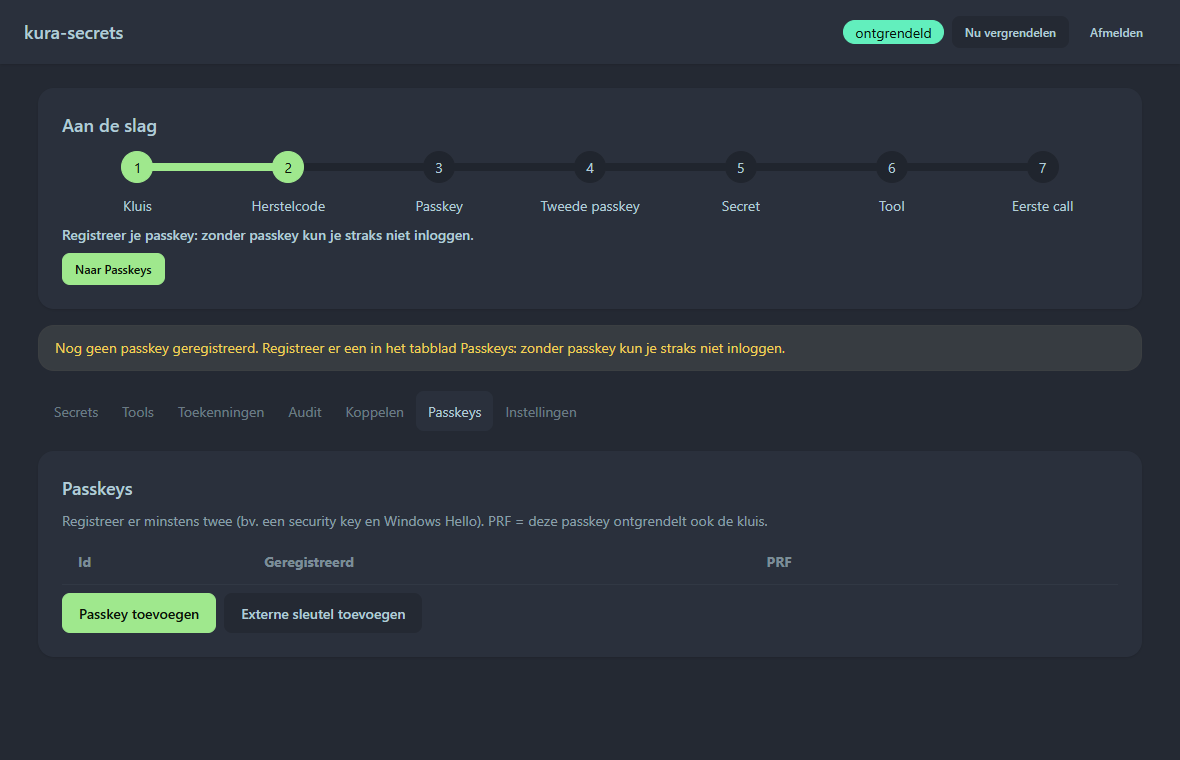 kura-secrets
ontgrendeld
Nu vergrendelen
Afmelden
Aan de slag
1
2
3
4
5
6
7
Kluis
Herstelcode
Passkey
Tweede passkey
Secret
Tool
Eerste call
Registreer je passkey: zonder passkey kun je straks niet inloggen.
Naar Passkeys
Nog geen passkey geregistreerd. Registreer er een in het tabblad Passkeys: zonder passkey kun je straks niet inloggen.
Secrets
Tools
Toekenningen
Audit
Koppelen
Passkeys
Instellingen
Passkeys
Registreer er minstens twee (bv. een security key en Windows Hello). PRF = deze passkey ontgrendelt ook de kluis.
Id
Geregistreerd
PRF
Passkey toevoegen
Externe sleutel toevoegen